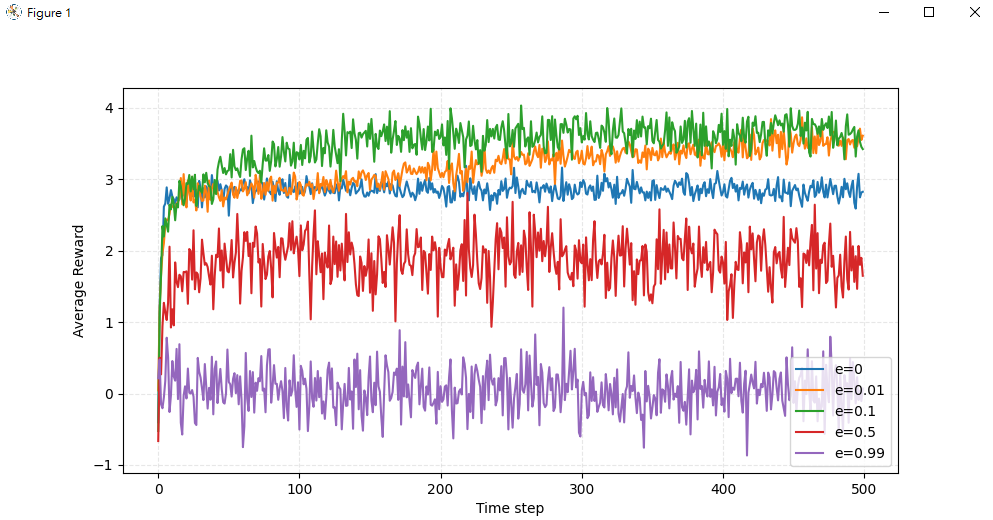 Figure 1
4
3
2
1
0
−1
Average Reward
0
100
200
300
400
500
Time step
e=0
e=0.01
e=0.1
e=0.5
e=0.99